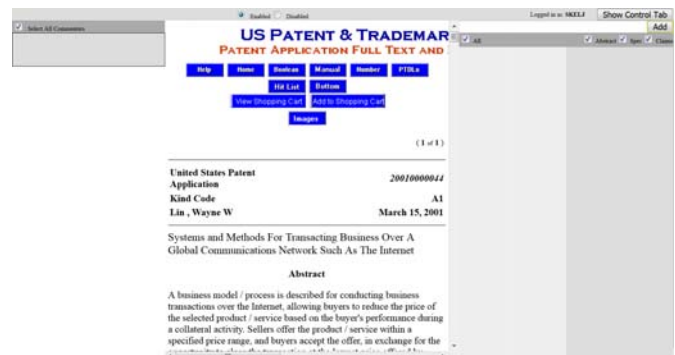 Enabled Disabled
Logged in as: SKELJ
Show Control Tab
Select All Commenters
Add
All
Abstract Spec Claims
US PATENT & TRADEMAR
PATENT APPLICATION FULL TEXT AND
Help Home Boolean Manual Number PTDLs
Hit List Bottom
View Shopping Cart Add to Shopping Cart
Images
( 1 of 1 )
United States Patent Application 20010000044
Kind Code A1
Lin , Wayne W March 15, 2001
Systems and Methods For Transacting Business Over A
Global Communications Network Such As The Internet
Abstract
A business model / process is described for conducting business
transactions over the Internet, allowing buyers to reduce the price of
the selected product / service based on the buyer's performance during
a collateral activity. Sellers offer the product / service within a
specified price range, and buyers accept the offer, in exchange for the